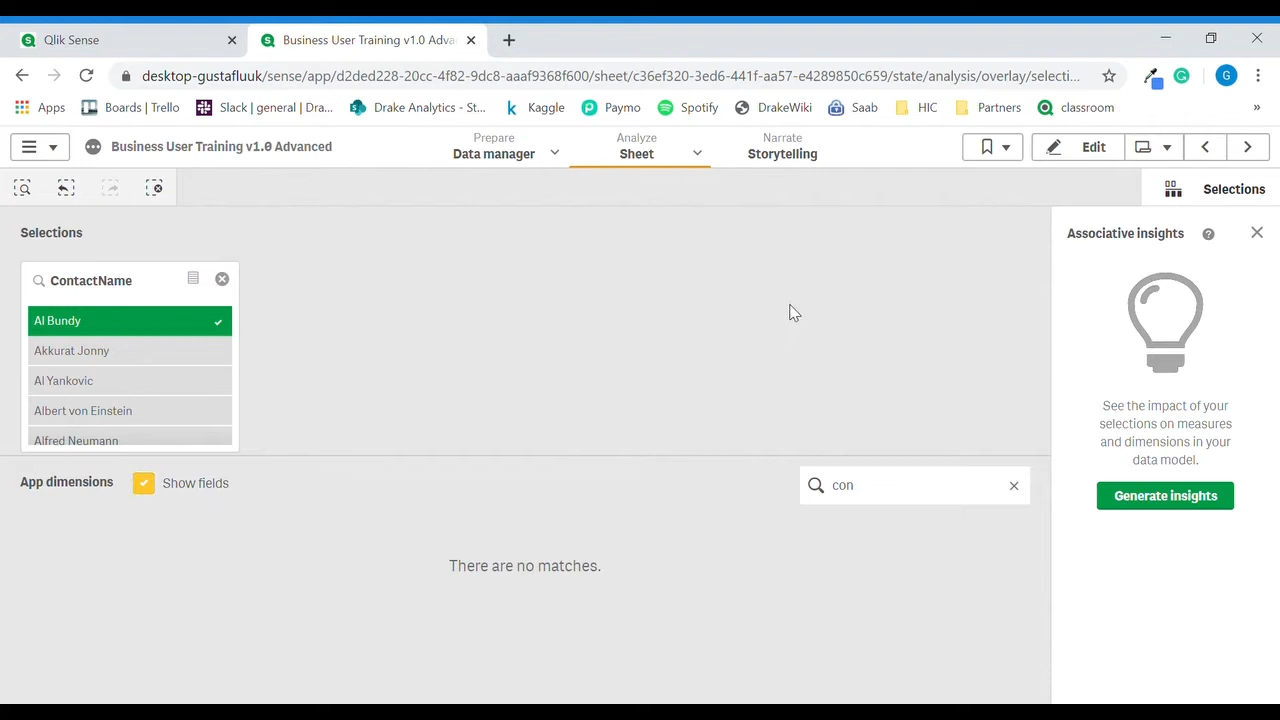 Qlik Sense
Business User Training v1.0 Adva
desktop-gustafluuk/sense/app/d2ded228-20cc-4f82-9dc8-aaaf9368f600/sheet/c36ef320-3ed6-441f-aa57-e4289850c659/state/analysis/overlay/selecti...
G
Apps
Boards | Trello
Slack | general | Dra...
Drake Analytics - St...
Kaggle
Paymo
Spotify
DrakeWiki
Saab
HIC
Partners
classroom
»
Business User Training v1.0 Advanced
Prepare
Data manager
Analyze
Sheet
Narrate
Storytelling
Edit
Selections
Selections
ContactName
Al Bundy
Akkurat Jonny
Al Yankovic
Albert von Einstein
Alfred Neumann
App dimensions
Show fields
con
There are no matches.
Associative insights
?
See the impact of your
selections on measures
and dimensions in your
data model.
Generate insights